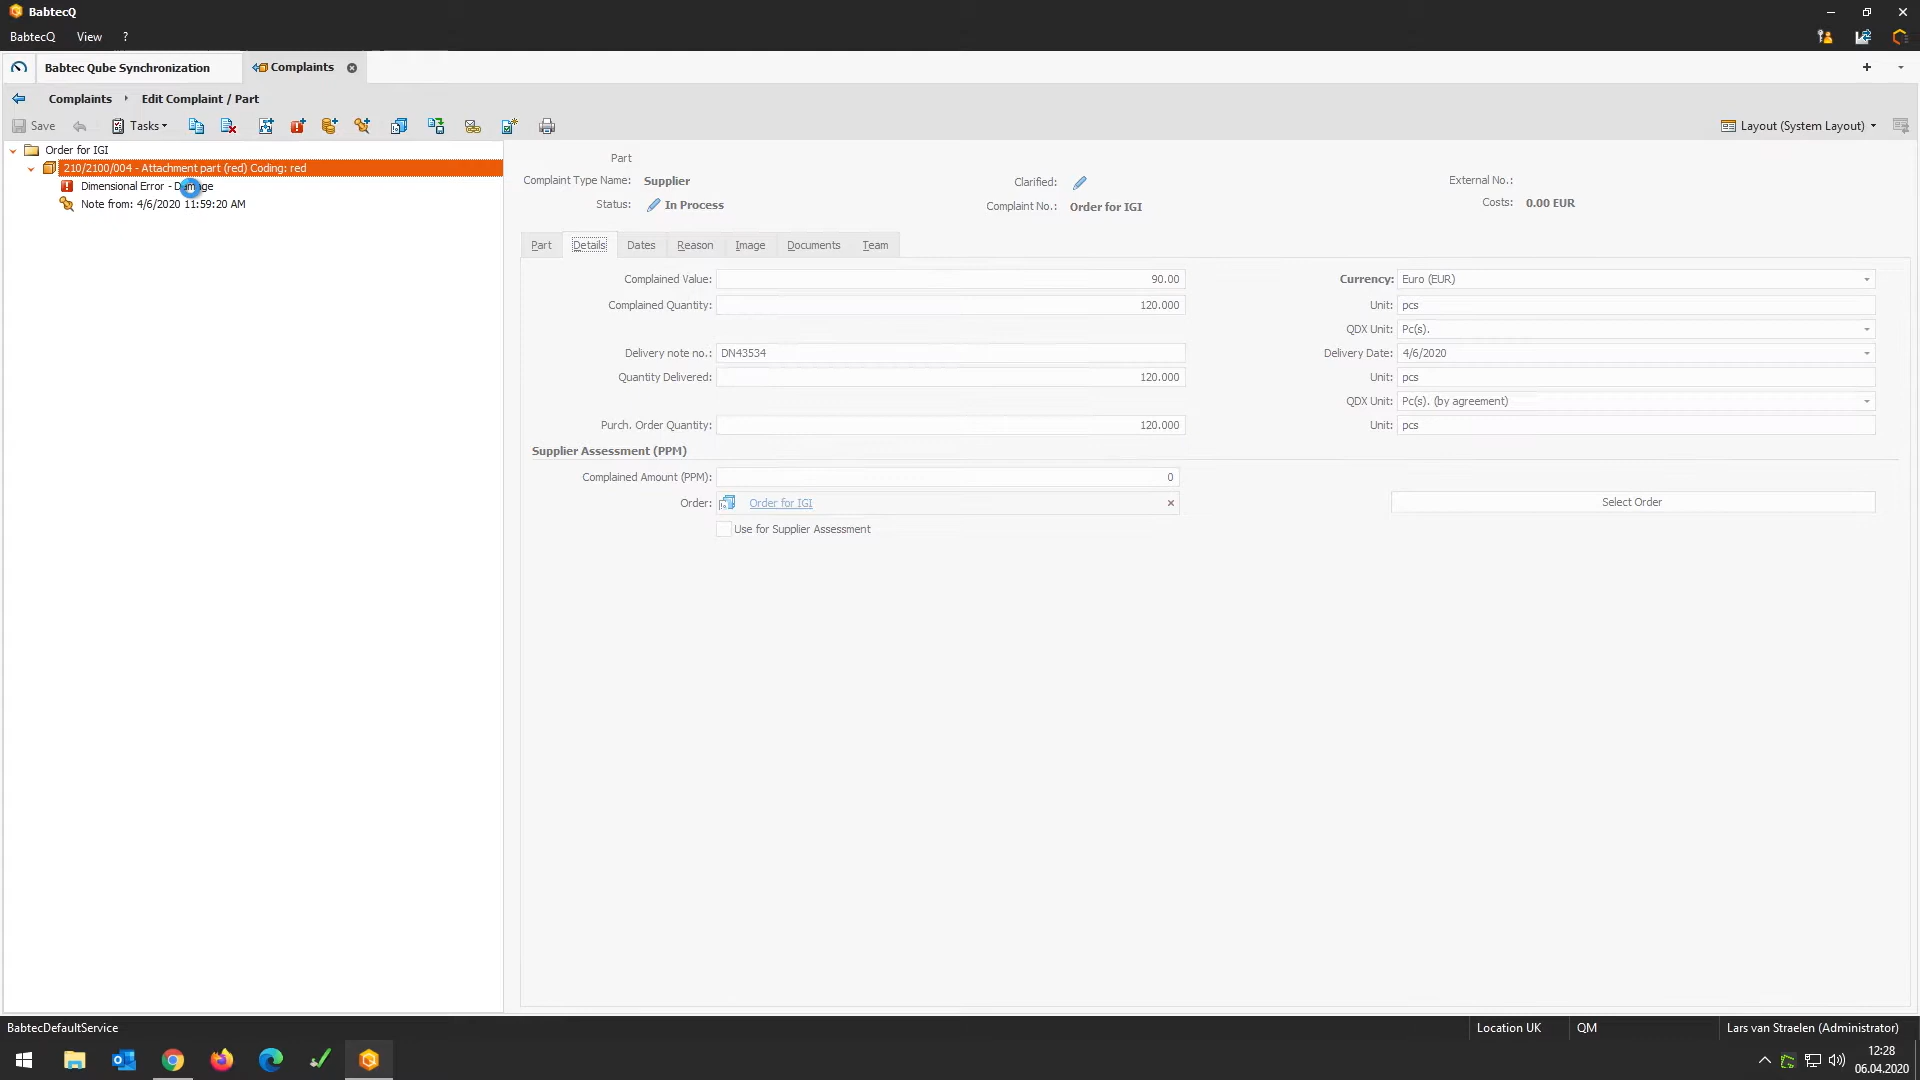 BabtecQ
BabtecQ View ?
Babtec Qube Synchronization Complaints
Complaints Edit Complaint / Part
Save Tasks Layout (System Layout)
Order for IGI
210/2100/004 - Attachment part (red) Coding: red
Dimensional Error - Damage
Note from: 4/6/2020 11:59:20 AM
Part
Complaint Type Name: Supplier Clarified: External No.:
Status: In Process Complaint No.: Order for IGI Costs: 0.00 EUR
Part Details Dates Reason Image Documents Team
Complained Value: 90.00 Currency: Euro (EUR)
Complained Quantity: 120.000 Unit: pcs
QDX Unit: Pc(s).
Delivery note no.: DN43534 Delivery Date: 4/6/2020
Quantity Delivered: 120.000 Unit: pcs
QDX Unit: Pc(s). (by agreement)
Purch. Order Quantity: 120.000 Unit: pcs
Supplier Assessment (PPM)
Complained Amount (PPM): 0
Order: Order for IGI Select Order
Use for Supplier Assessment
BabtecDefaultService Location UK QM Lars van Straelen (Administrator)
12:28
06.04.2020